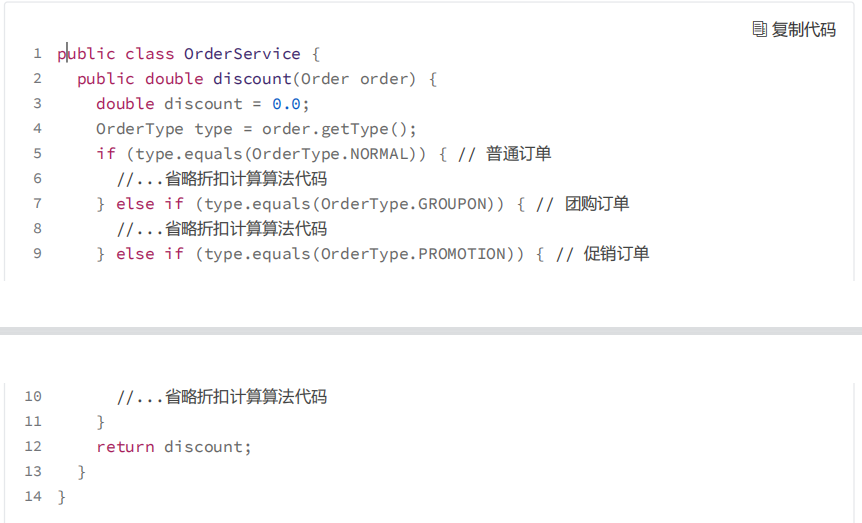 复制代码
1 public class OrderService {
2 public double discount(Order order) {
3 double discount = 0.0;
4 OrderType type = order.getType();
5 if (type.equals(OrderType.NORMAL)) { // 普通订单
6 //...省略折扣计算算法代码
7 } else if (type.equals(OrderType.GROUPON)) { // 团购订单
8 //...省略折扣计算算法代码
9 } else if (type.equals(OrderType.PROMOTION)) { // 促销订单
10 //...省略折扣计算算法代码
11 }
12 return discount;
13 }
14 }